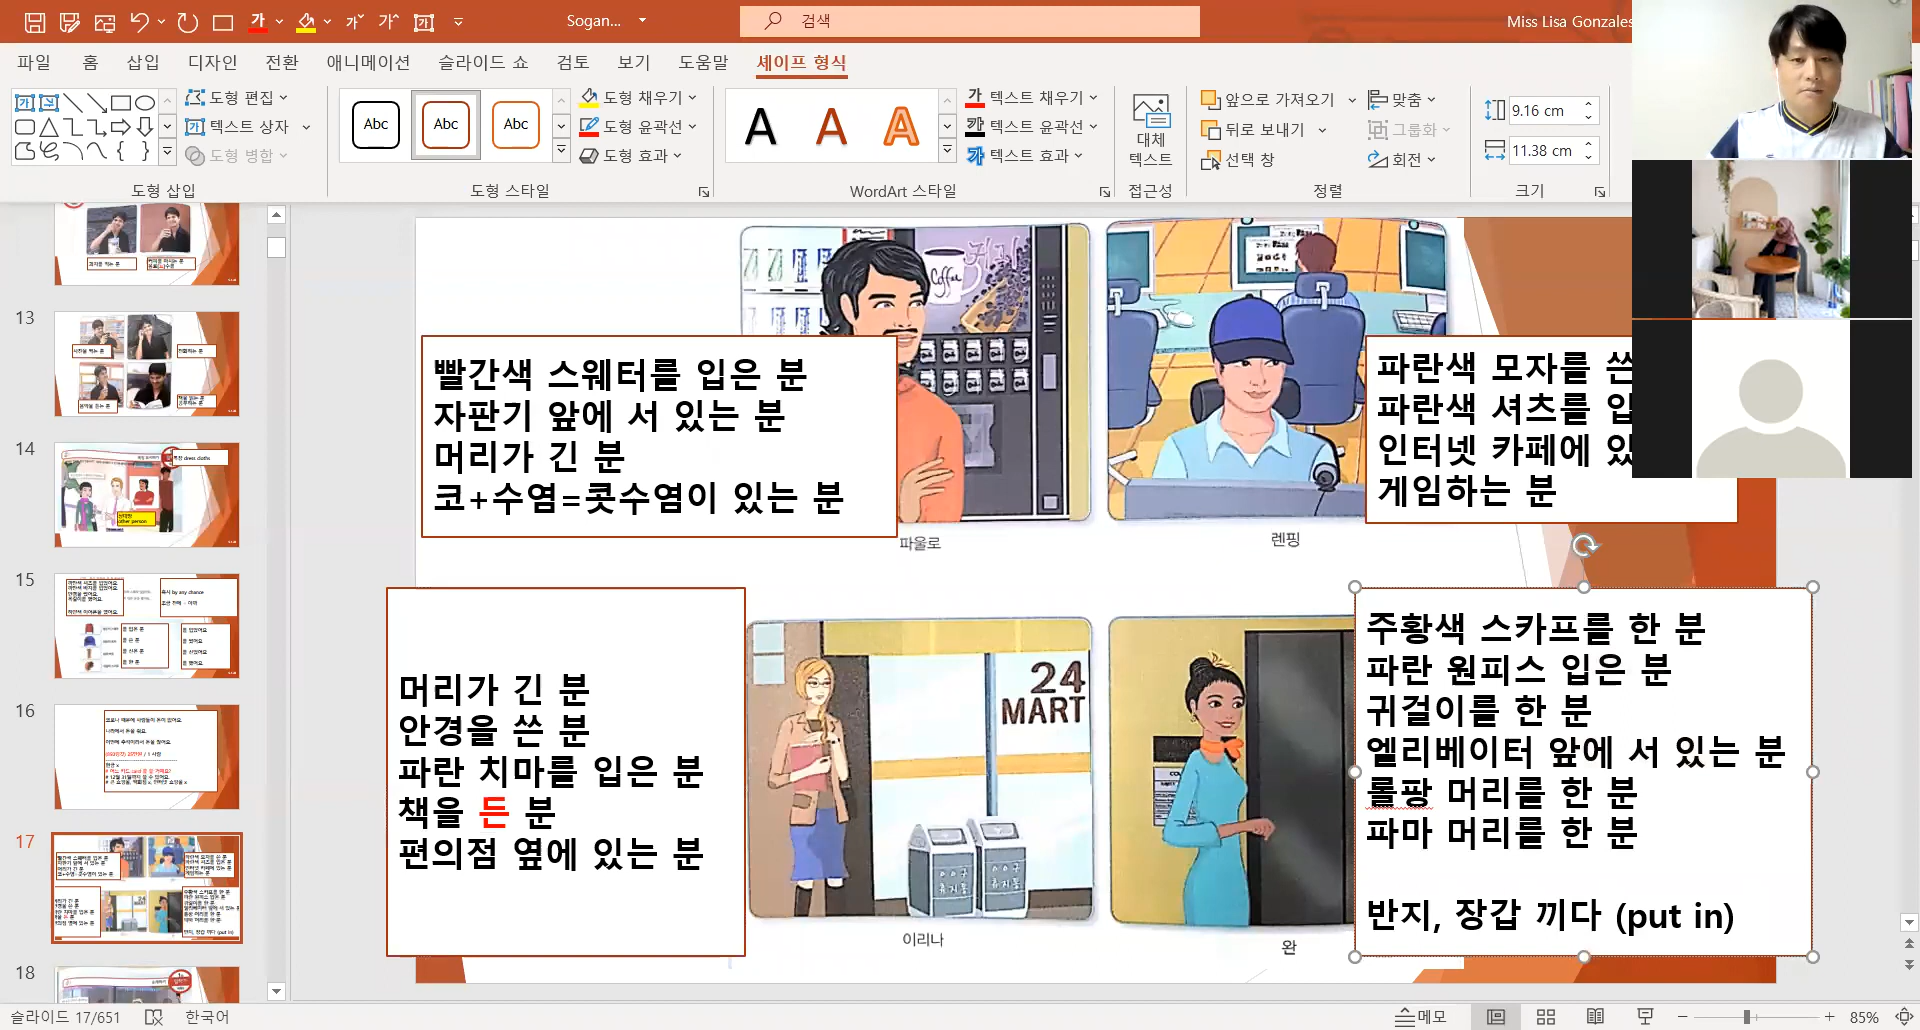 Sogan...
검색
Miss Lisa Gonzales
파일 홈 삽입 디자인 전환 애니메이션 슬라이드 쇼 검토 보기 도움말 셰이프 형식
도형 편집
텍스트 상자
도형 병합
도형 삽입
Abc Abc Abc
도형 채우기
도형 윤곽선
도형 효과
도형 스타일
A A A
텍스트 채우기
텍스트 윤곽선
텍스트 효과
WordArt 스타일
대체
텍스트
접근성
앞으로 가져오기
뒤로 보내기
선택 창
맞춤
그룹화
회전
정렬
9.16 cm
11.38 cm
크기
13
14
15
16
17
18
빨간색 스웨터를 입은 분
자판기 앞에 서 있는 분
머리가 긴 분
코+수염=콧수염이 있는 분
커피
Coffee
파울로
렌핑
파란색 모자를 쓴
파란색 셔츠를 입
인터넷 카페에 있
게임하는 분
머리가 긴 분
안경을 쓴 분
파란 치마를 입은 분
책을 든 분
편의점 옆에 있는 분
24
MART
휴지통
휴지통
이리나
완
주황색 스카프를 한 분
파란 원피스 입은 분
귀걸이를 한 분
엘리베이터 앞에 서 있는 분
롤팡 머리를 한 분
파마 머리를 한 분
반지, 장갑 끼다 (put in)
슬라이드 17/651
한국어
메모
85%